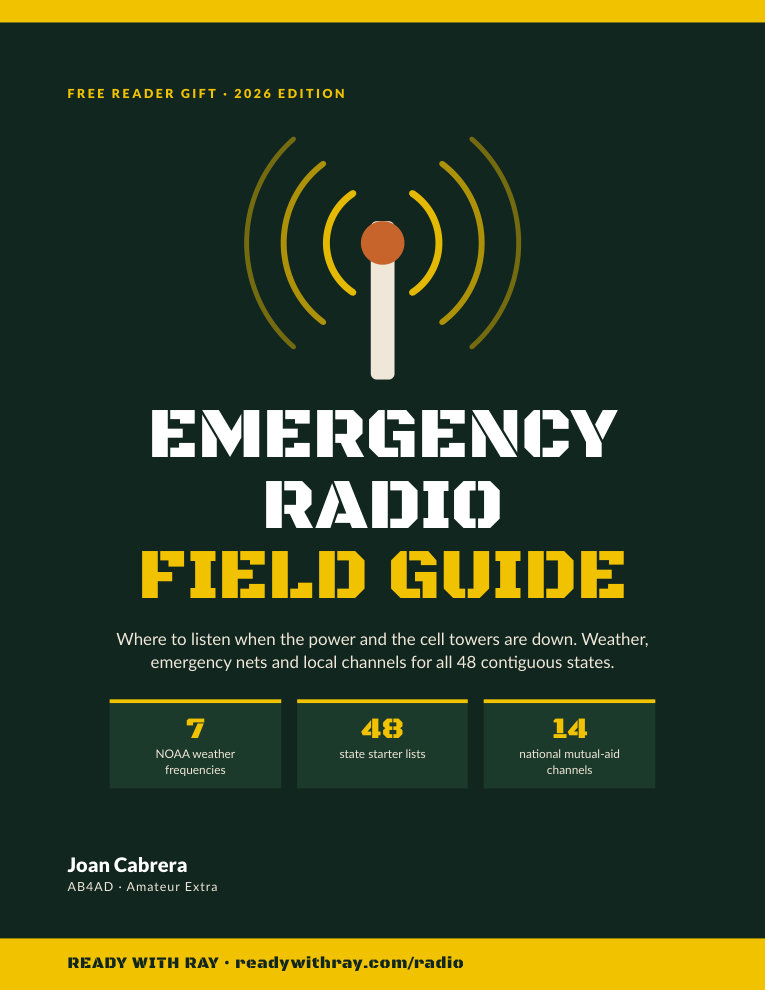 FREE READER GIFT · 2026 EDITION
EMERGENCY
RADIO
FIELD GUIDE
Where to listen when the power and the cell towers are down. Weather,
emergency nets and local channels for all 48 contiguous states.
7
NOAA weather
frequencies
48
state starter lists
14
national mutual-aid
channels
Joan Cabrera
AB4AD · Amateur Extra
READY WITH RAY · readywithray.com/radio